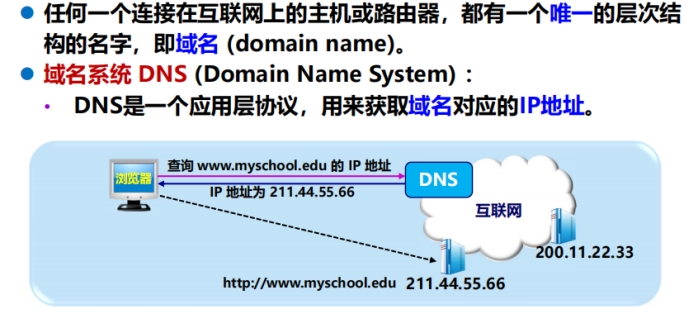 任何一个连接在互联网上的主机或路由器，都有一个唯一的层次结
构的名字，即域名 (domain name)。
域名系统 DNS (Domain Name System) ：
DNS是一个应用层协议，用来获取域名对应的IP地址。
查询 www.myschool.edu 的 IP 地址
浏览器
DNS
IP 地址为 211.44.55.66
互联网
200.11.22.33
http://www.myschool.edu 211.44.55.66